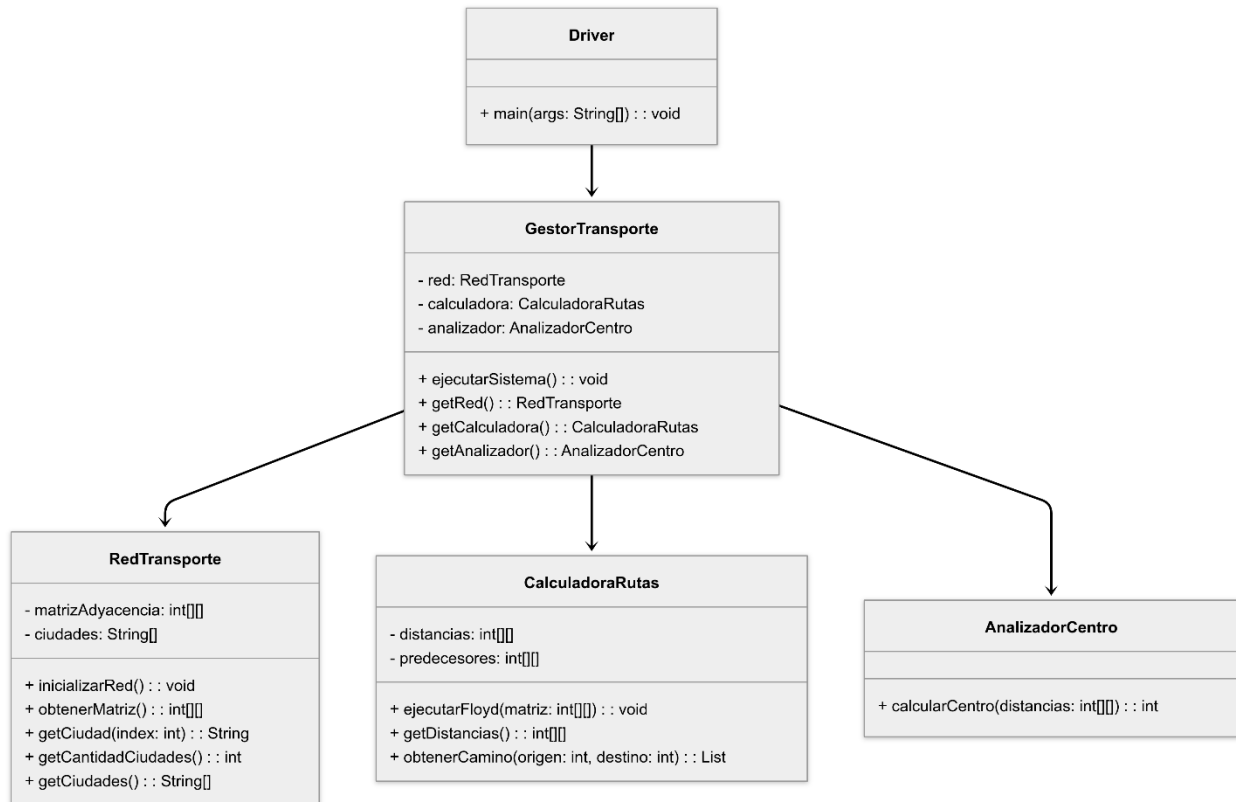 Driver
+ main(args: String[]) : : void
GestorTransporte
- red: RedTransporte
- calculadora: CalculadoraRutas
- analizador: AnalizadorCentro
+ ejecutarSistema() : : void
+ getRed() : : RedTransporte
+ getCalculadora() : : CalculadoraRutas
+ getAnalizador() : : AnalizadorCentro
RedTransporte
- matrizAdyacencia: int[][]
- ciudades: String[]
+ inicializarRed() : : void
+ obtenerMatriz() : : int[][]
+ getCiudad(index: int) : : String
+ getCantidadCiudades() : : int
+ getCiudades() : : String[]
CalculadoraRutas
- distancias: int[][]
- predecesores: int[][]
+ ejecutarFloyd(matriz: int[][]) : : void
+ getDistancias() : : int[][]
+ obtenerCamino(origen: int, destino: int) : : List
AnalizadorCentro
+ calcularCentro(distancias: int[][]) : : int